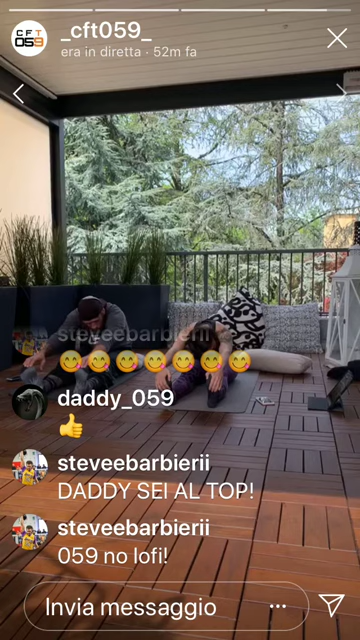 CFT
059
_cft059_
era in diretta · 52m fa
steveebarbierii
😋😋😋😋😋😋😋
daddy_059
👍
steveebarbierii
DADDY SEI AL TOP!
steveebarbierii
059 no lofi!
Invia messaggio